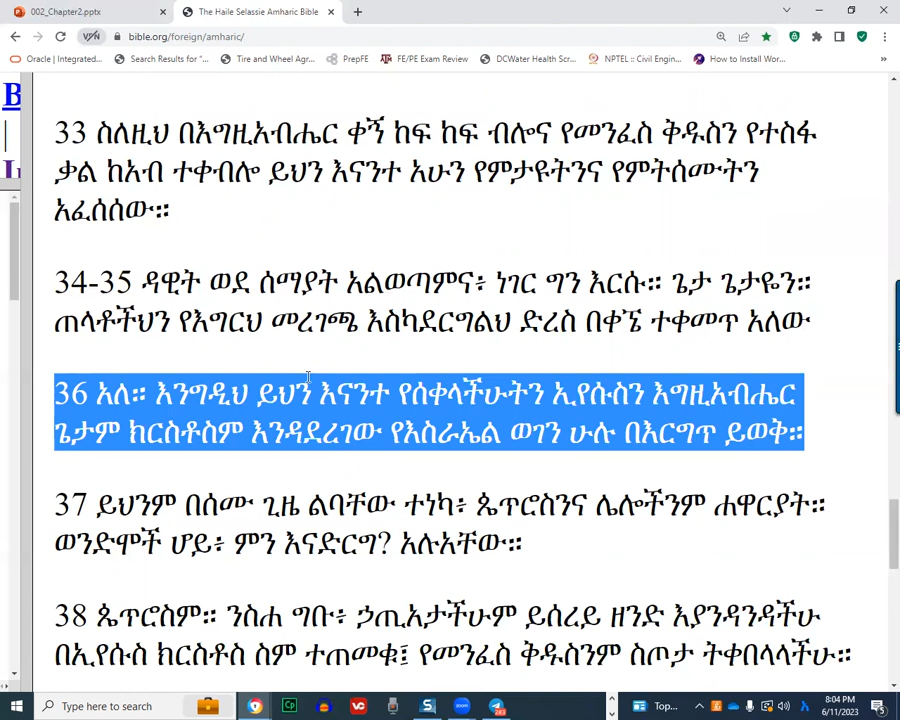 002_Chapter2.pptx
The Haile Selassie Amharic Bible
VPN
bible.org/foreign/amharic/
Oracle | Integrated...
Search Results for "...
Tire and Wheel Agr...
PrepFE
FE/PE Exam Review
DCWater Health Scr...
NPTEL :: Civil Engin...
How to Install Wor...
33 ስለዚህ በእግዚአብሔር ቀኝ ከፍ ከፍ ብሎና የመንፈስ ቅዱስን የተስፋ
ቃል ከአብ ተቀብሎ ይህን እናንተ አሁን የምታዩትንና የምትሰሙትን
አፈሰሰው።
34-35 ዳዊት ወደ ሰማያት አልወጣምና፥ ነገር ግን እርሱ። ጌታ ጌታዬን።
ጠላቶችህን የእግርህ መረገጫ እስካደርግልህ ድረስ በቀኜ ተቀመጥ አለው
36 አለ። እንግዲህ ይህን እናንተ የሰቀላችሁትን ኢየሱስን እግዚአብሔር
ጌታም ክርስቶስም እንዳደረገው የእስራኤል ወገን ሁሉ በእርግጥ ይወቅ።
37 ይህንም በሰሙ ጊዜ ልባቸው ተነካ፥ ጴጥሮስንና ሌሎችንም ሐዋርያት።
ወንድሞች ሆይ፥ ምን እናድርግ? አሉአቸው።
38 ጴጥሮስም። ንስሐ ግቡ፥ ኃጢአታችሁም ይሰረይ ዘንድ እያንዳንዳችሁ
በኢየሱስ ክርስቶስ ስም ተጠመቁ፤ የመንፈስ ቅዱስንም ስጦታ ትቀበላላችሁ።
Type here to search
Top...
8:04 PM
6/11/2023